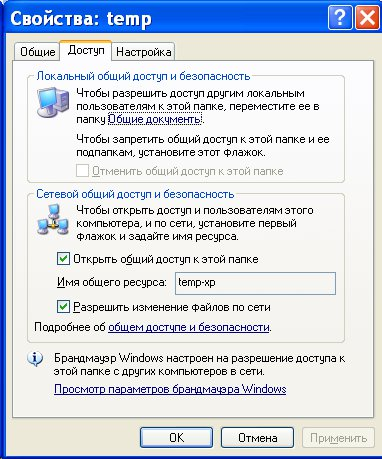 Свойства: temp
Общие
Доступ
Настройка
Локальный общий доступ и безопасность
Чтобы разрешить доступ другим локальным
пользователям к этой папке, переместите ее в
папку Общие документы.
Чтобы запретить общий доступ к этой папке и ее
подпапкам, установите этот флажок.
Отменить общий доступ к этой папке
Сетевой общий доступ и безопасность
Чтобы открыть доступ и пользователям этого
компьютера, и по сети, установите первый
флажок и задайте имя ресурса.
Открыть общий доступ к этой папке
Имя общего ресурса: temp-xp
Разрешить изменение файлов по сети
Подробнее об общем доступе и безопасности.
Брандмауэр Windows настроен на разрешение доступа к
этой папке с других компьютеров в сети.
Просмотр параметров брандмауэра Windows
OK
Отмена
Применить